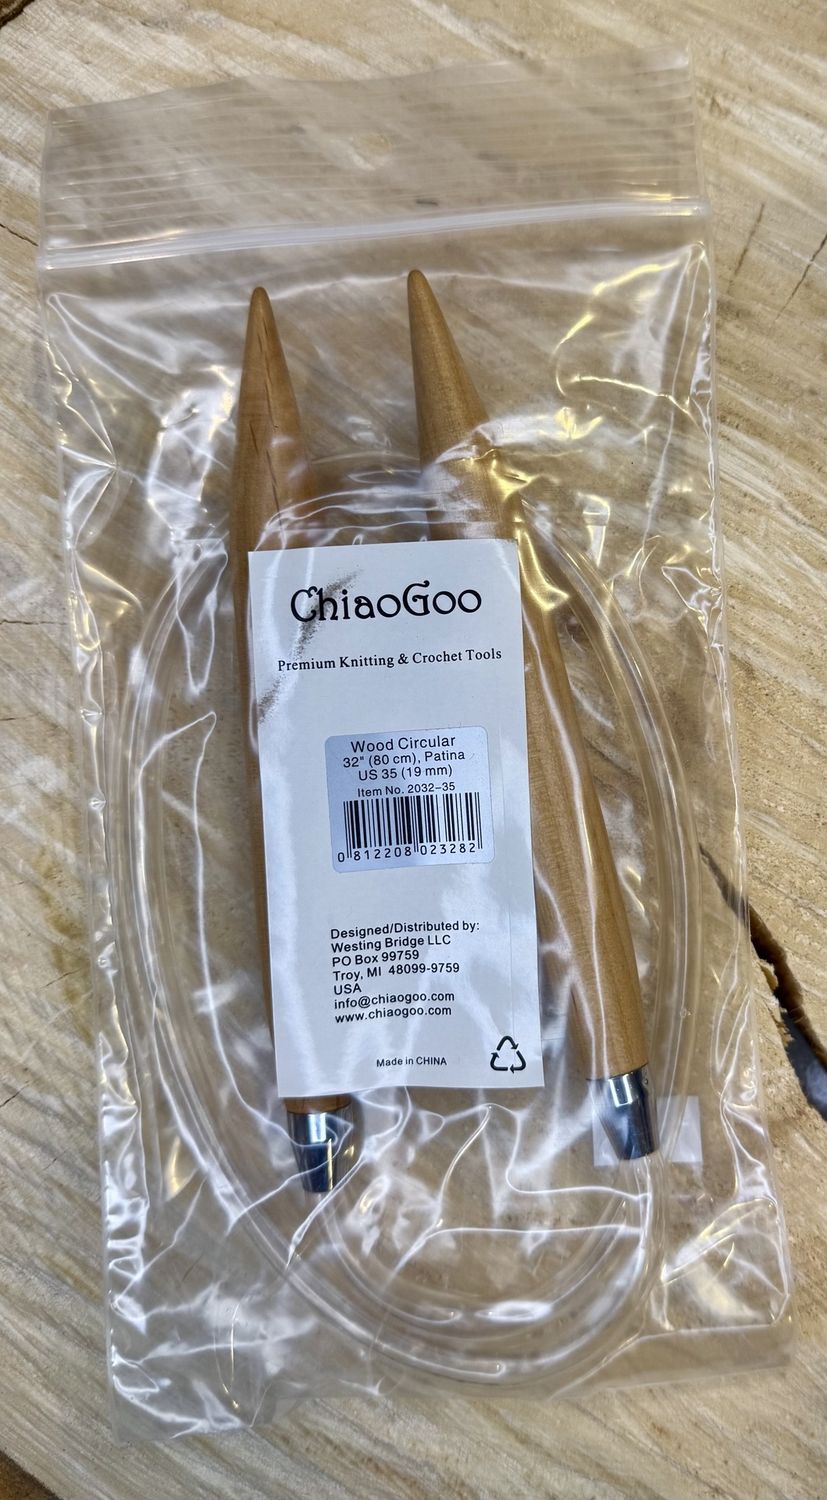 ChiaoGoo
Premium Knitting & Crochet Tools
Wood Circular
32" (80 cm), Patina
US 35 (19 mm)
Item No. 2032-35
0 812208 023282
Designed/Distributed by:
Westing Bridge LLC
PO Box 99759
Troy, MI 48099-9759
USA
info@chiaogoo.com
www.chiaogoo.com
Made in CHINA